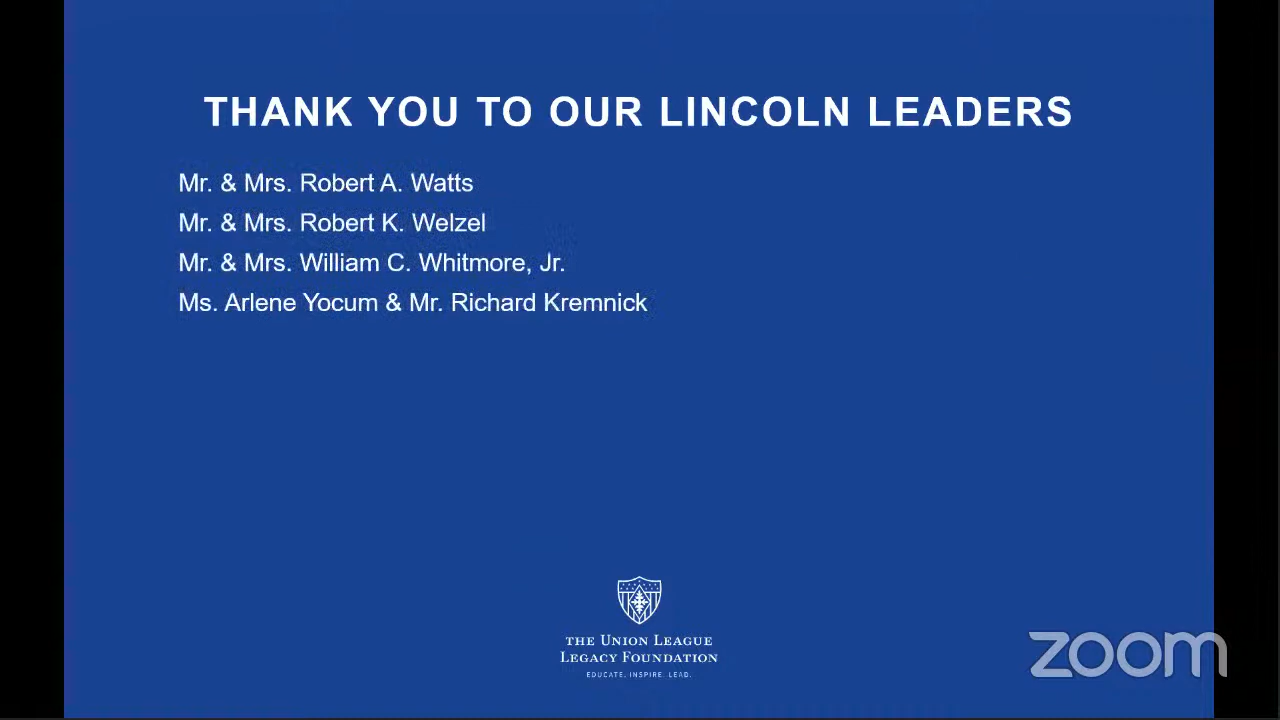 THANK YOU TO OUR LINCOLN LEADERS
Mr. & Mrs. Robert A. Watts
Mr. & Mrs. Robert K. Welzel
Mr. & Mrs. William C. Whitmore, Jr.
Ms. Arlene Yocum & Mr. Richard Kremnick
THE UNION LEAGUE
LEGACY FOUNDATION
EDUCATE. INSPIRE. LEAD.
zoom